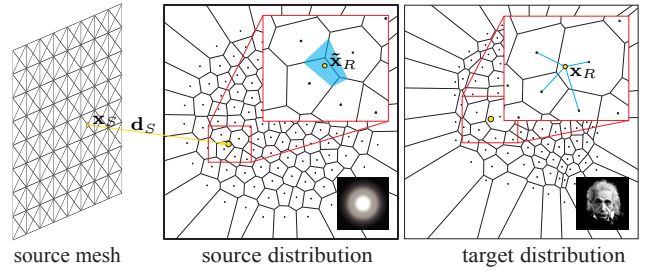 x_S
d_S
x̃_R
x_R
source mesh
source distribution
target distribution